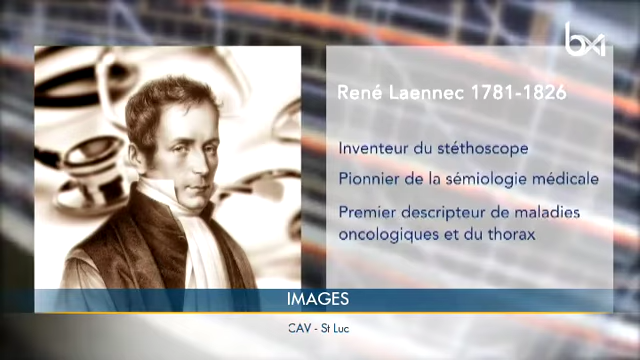 bx1
René Laennec 1781-1826
Inventeur du stéthoscope
Pionnier de la sémiologie médicale
Premier descripteur de maladies
oncologiques et du thorax
IMAGES
CAV - St Luc